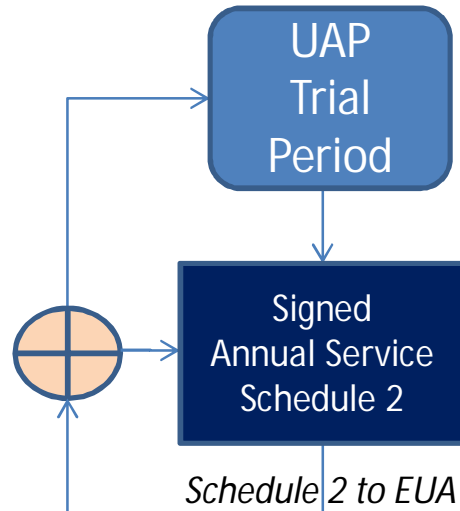 UAP
Trial
Period
Signed
Annual Service
Schedule 2
Schedule 2 to EUA